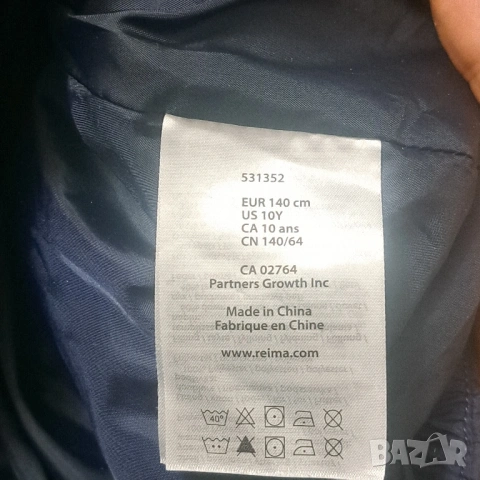 531352
EUR 140 cm
US 10Y
CA 10 ans
CN 140/64
CA 02764
Partners Growth Inc
Made in China
Fabrique en Chine
www.reima.com
40°
BAZAR